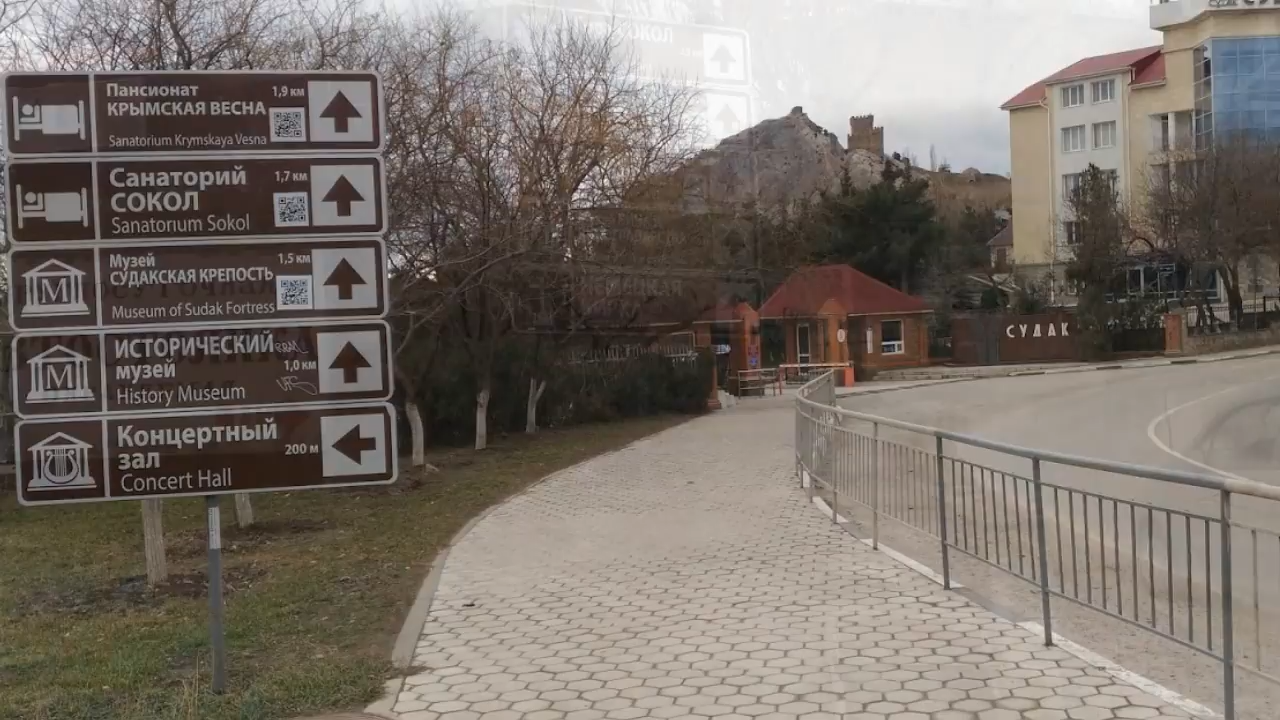 Пансионат
1,9 км
КРЫМСКАЯ ВЕСНА
Sanatorium Krymskaya Vesna
Санаторий
1,7 км
СОКОЛ
Sanatorium Sokol
Музей
1,5 км
СУДАКСКАЯ КРЕПОСТЬ
Museum of Sudak Fortress
М
ИСТОРИЧЕСКИЙ
музей
1,0 км
History Museum
М
Концертный
зал
200 м
Concert Hall
СУДАК